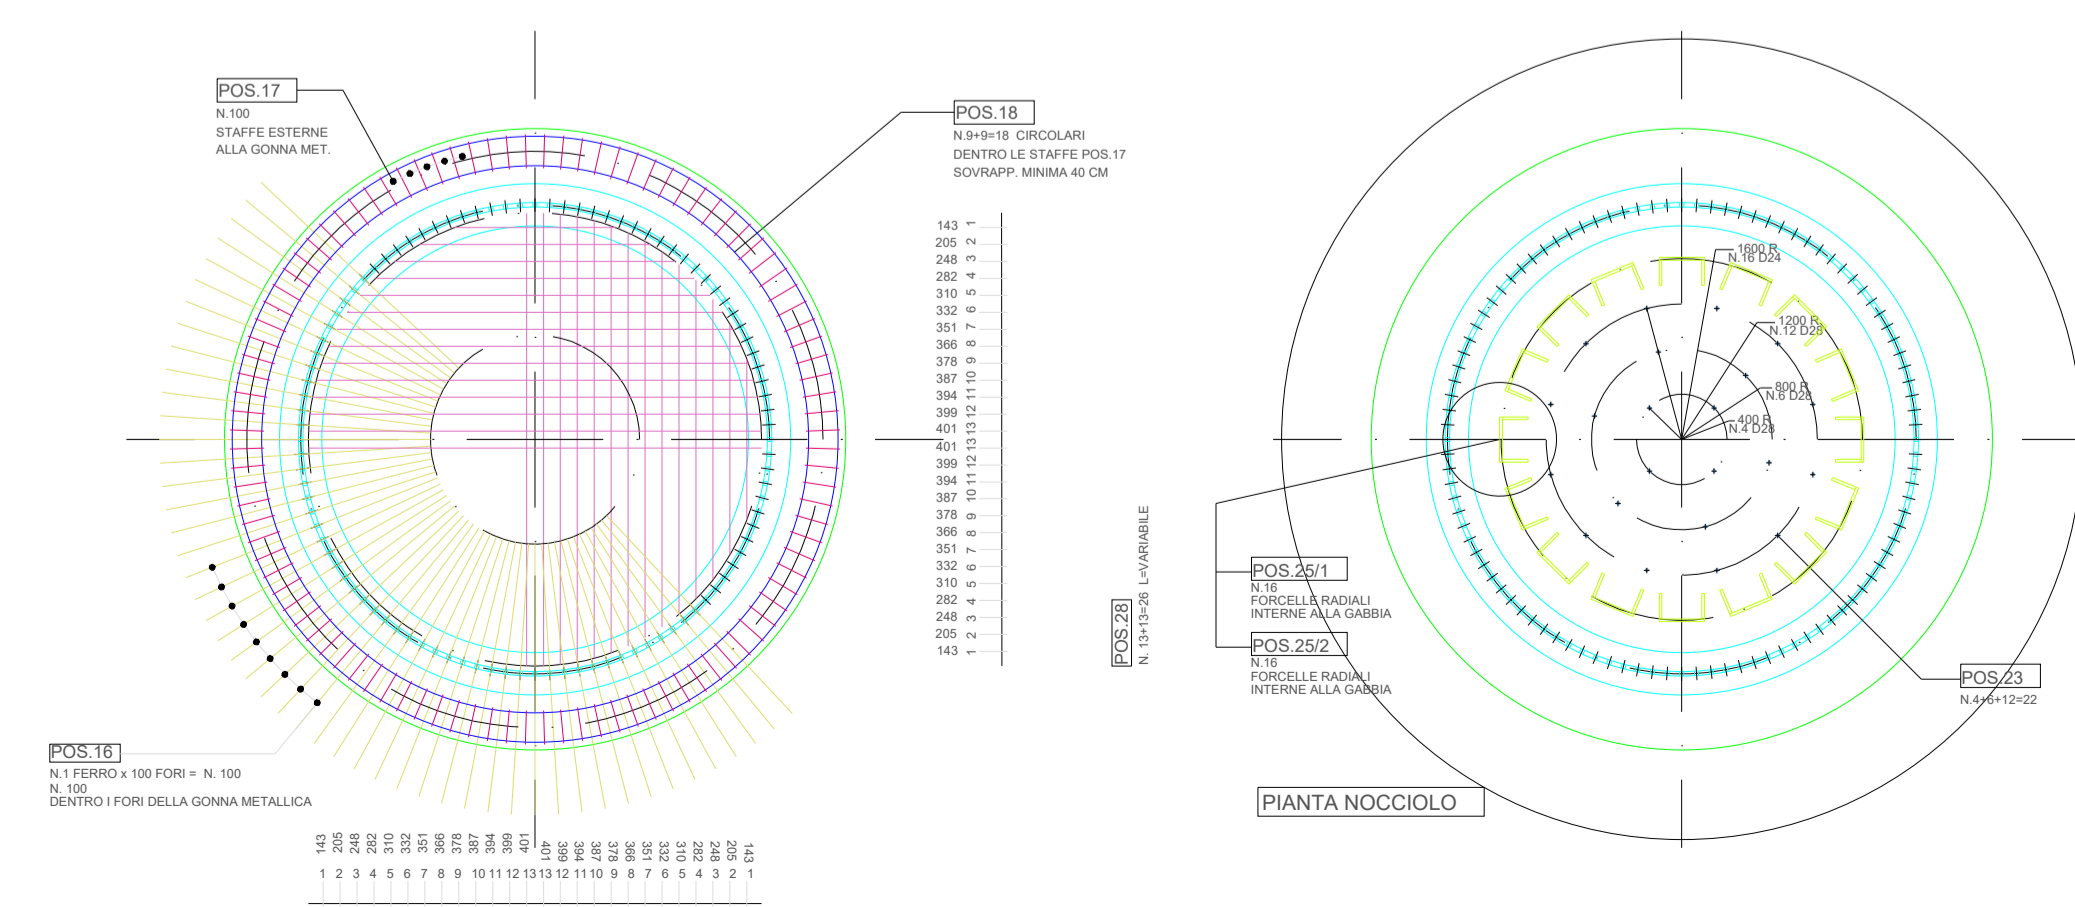 POS.17
N.100
STAFFE ESTERNE
ALLA GONNA MET.
POS.18
N.9+9=18 CIRCOLARI
DENTRO LE STAFFE POS.17
SOVRAPP. MINIMA 40 CM
143 1
205 2
248 3
282 4
310 5
332 6
351 7
366 8
378 9
387 10
394 11
399 12
401 13
401 13
399 12
394 11
387 10
378 9
366 8
351 7
332 6
310 5
282 4
248 3
205 2
143 1
POS.28
N. 13+13=26 L=VARIABILE
POS.16
N.1 FERRO x 100 FORI = N. 100
N. 100
DENTRO I FORI DELLA GONNA METALLICA
143 205 248 282 310 332 351 366 378 387 394 399 401 401 399 394 387 378 366 351 332 310 282 248 205 143
1 2 3 4 5 6 7 8 9 10 11 12 13 13 12 11 10 9 8 7 6 5 4 3 2 1
1600 R
N.16 D24
1200 R
N.12 D28
800 R
N.6 D28
400 R
N.4 D28
POS.25/1
N.16
FORCELLE RADIALI
INTERNE ALLA GABBIA
POS.25/2
N.16
FORCELLE RADIALI
INTERNE ALLA GABBIA
POS.23
N.4+6+12=22
PIANTA NOCCIOLO